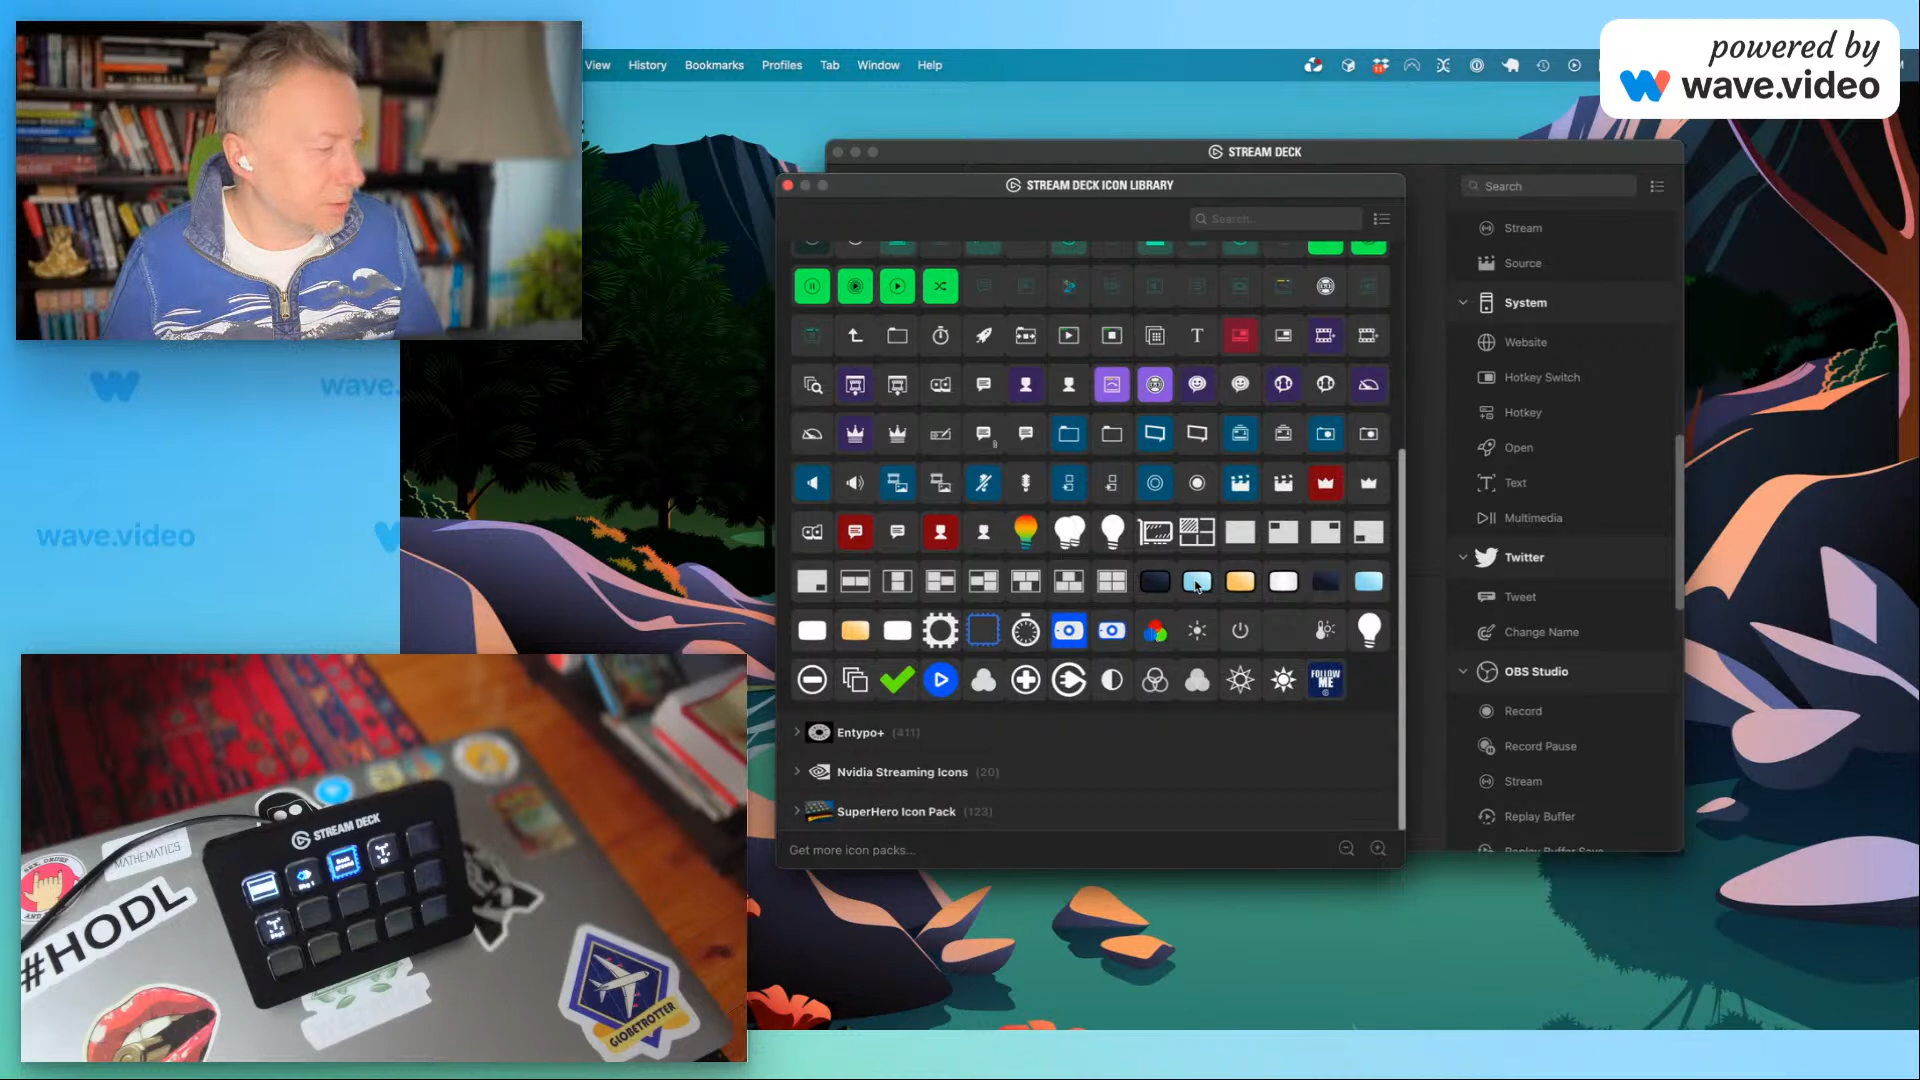 View History Bookmarks Profiles Tab Window Help
powered by
wave.video
STREAM DECK
STREAM DECK ICON LIBRARY
Search
Search..
Stream
Source
System
Website
Hotkey Switch
Hotkey
Open
Text
Multimedia
Twitter
Tweet
Change Name
OBS Studio
Record
Record Pause
Stream
Replay Buffer
Replay Buffer Save
T
FOLLOW
ME
Entypo+ (411)
Nvidia Streaming Icons (20)
SuperHero Icon Pack (123)
Get more icon packs...
wave.
wave.video
STREAM DECK
MATHEMATICS
#HODL
GLOBETROTTER